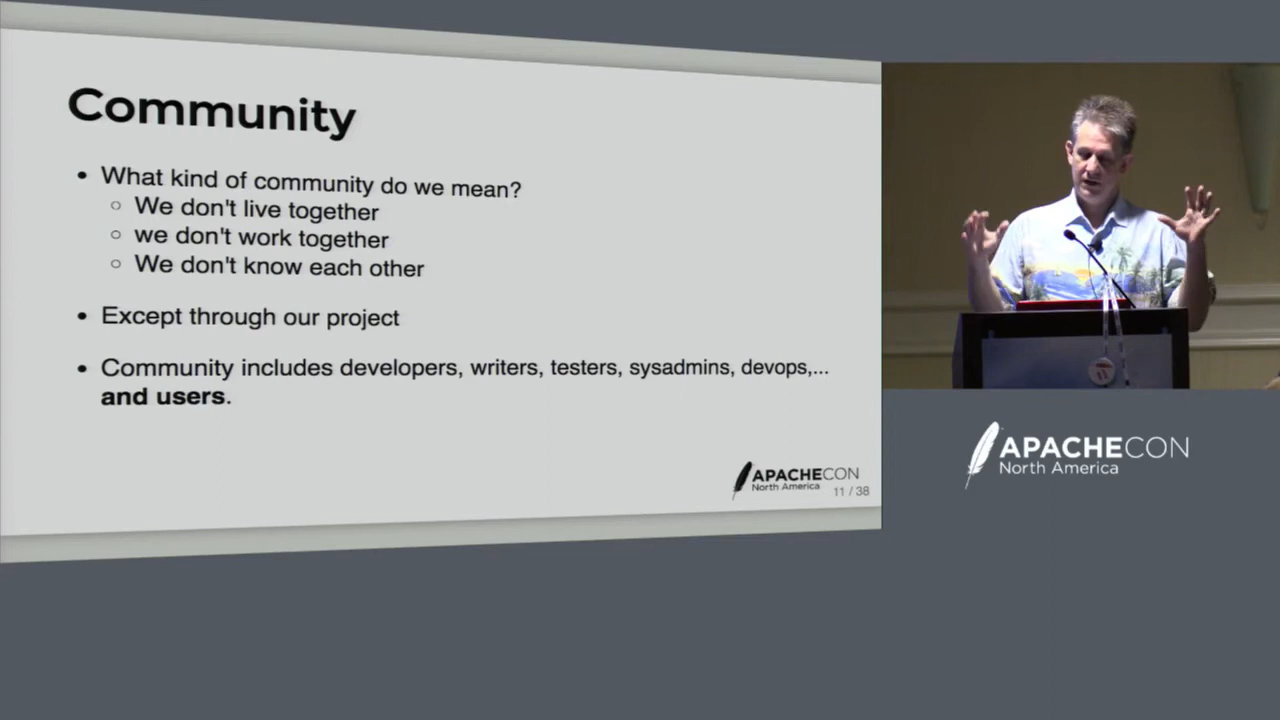 Community
• What kind of community do we mean?
○ We don't live together
○ we don't work together
○ We don't know each other
• Except through our project
• Community includes developers, writers, testers, sysadmins, devops,...
and users.
APACHECON
North America
11 / 38
APACHECON
North America